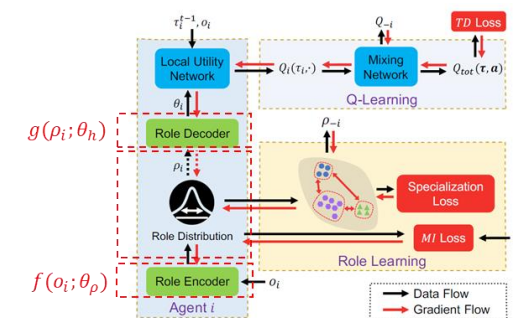 τ_i^{t-1}, o_i
Q_{-i}
TD Loss
Local Utility
Network
Q_i(τ_i,·)
Mixing
Network
Q_{tot}(τ, a)
θ_i
Q-Learning
g(ρ_i; θ_h)
Role Decoder
ρ_{-i}
ρ_i
Specialization
Loss
Role Distribution
MI Loss
Role Learning
f(o_i; θ_ρ)
Role Encoder
o_i
Agent i
Data Flow
Gradient Flow